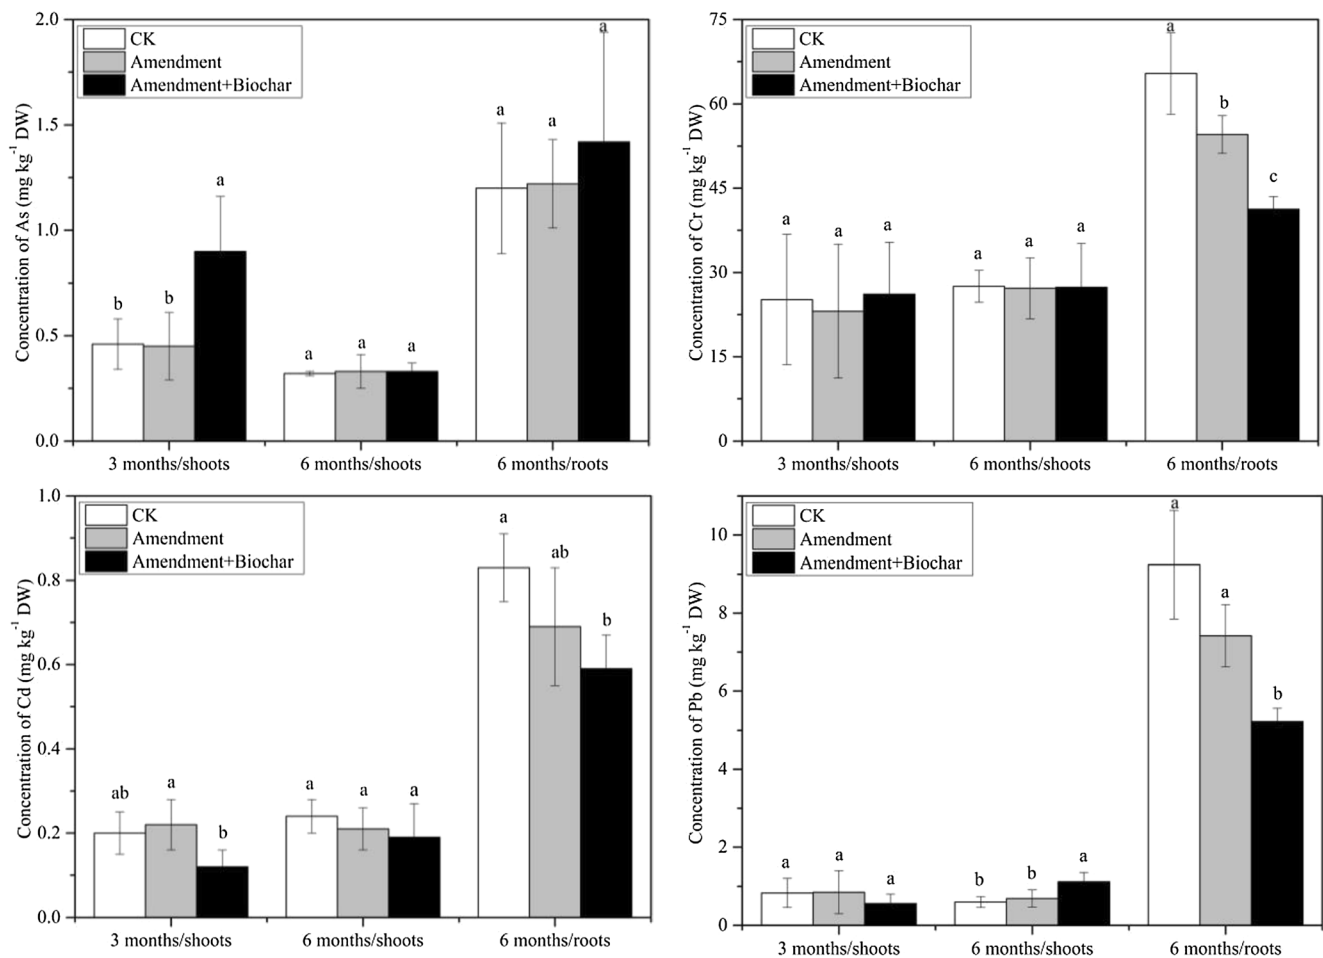 2.0
1.5
1.0
0.5
0.0
Concentration of As (mg kg⁻¹ DW)
CK
Amendment
Amendment+Biochar
b
b
a
a
a
a
a
a
a
3 months/shoots
6 months/shoots
6 months/roots
75
60
45
30
15
0
Concentration of Cr (mg kg⁻¹ DW)
CK
Amendment
Amendment+Biochar
a
a
a
a
a
a
a
b
c
3 months/shoots
6 months/shoots
6 months/roots
1.0
0.8
0.6
0.4
0.2
0.0
Concentration of Cd (mg kg⁻¹ DW)
CK
Amendment
Amendment+Biochar
ab
a
b
a
a
a
a
ab
b
3 months/shoots
6 months/shoots
6 months/roots
10
8
6
4
2
0
Concentration of Pb (mg kg⁻¹ DW)
CK
Amendment
Amendment+Biochar
a
a
a
b
b
a
a
a
b
3 months/shoots
6 months/shoots
6 months/roots